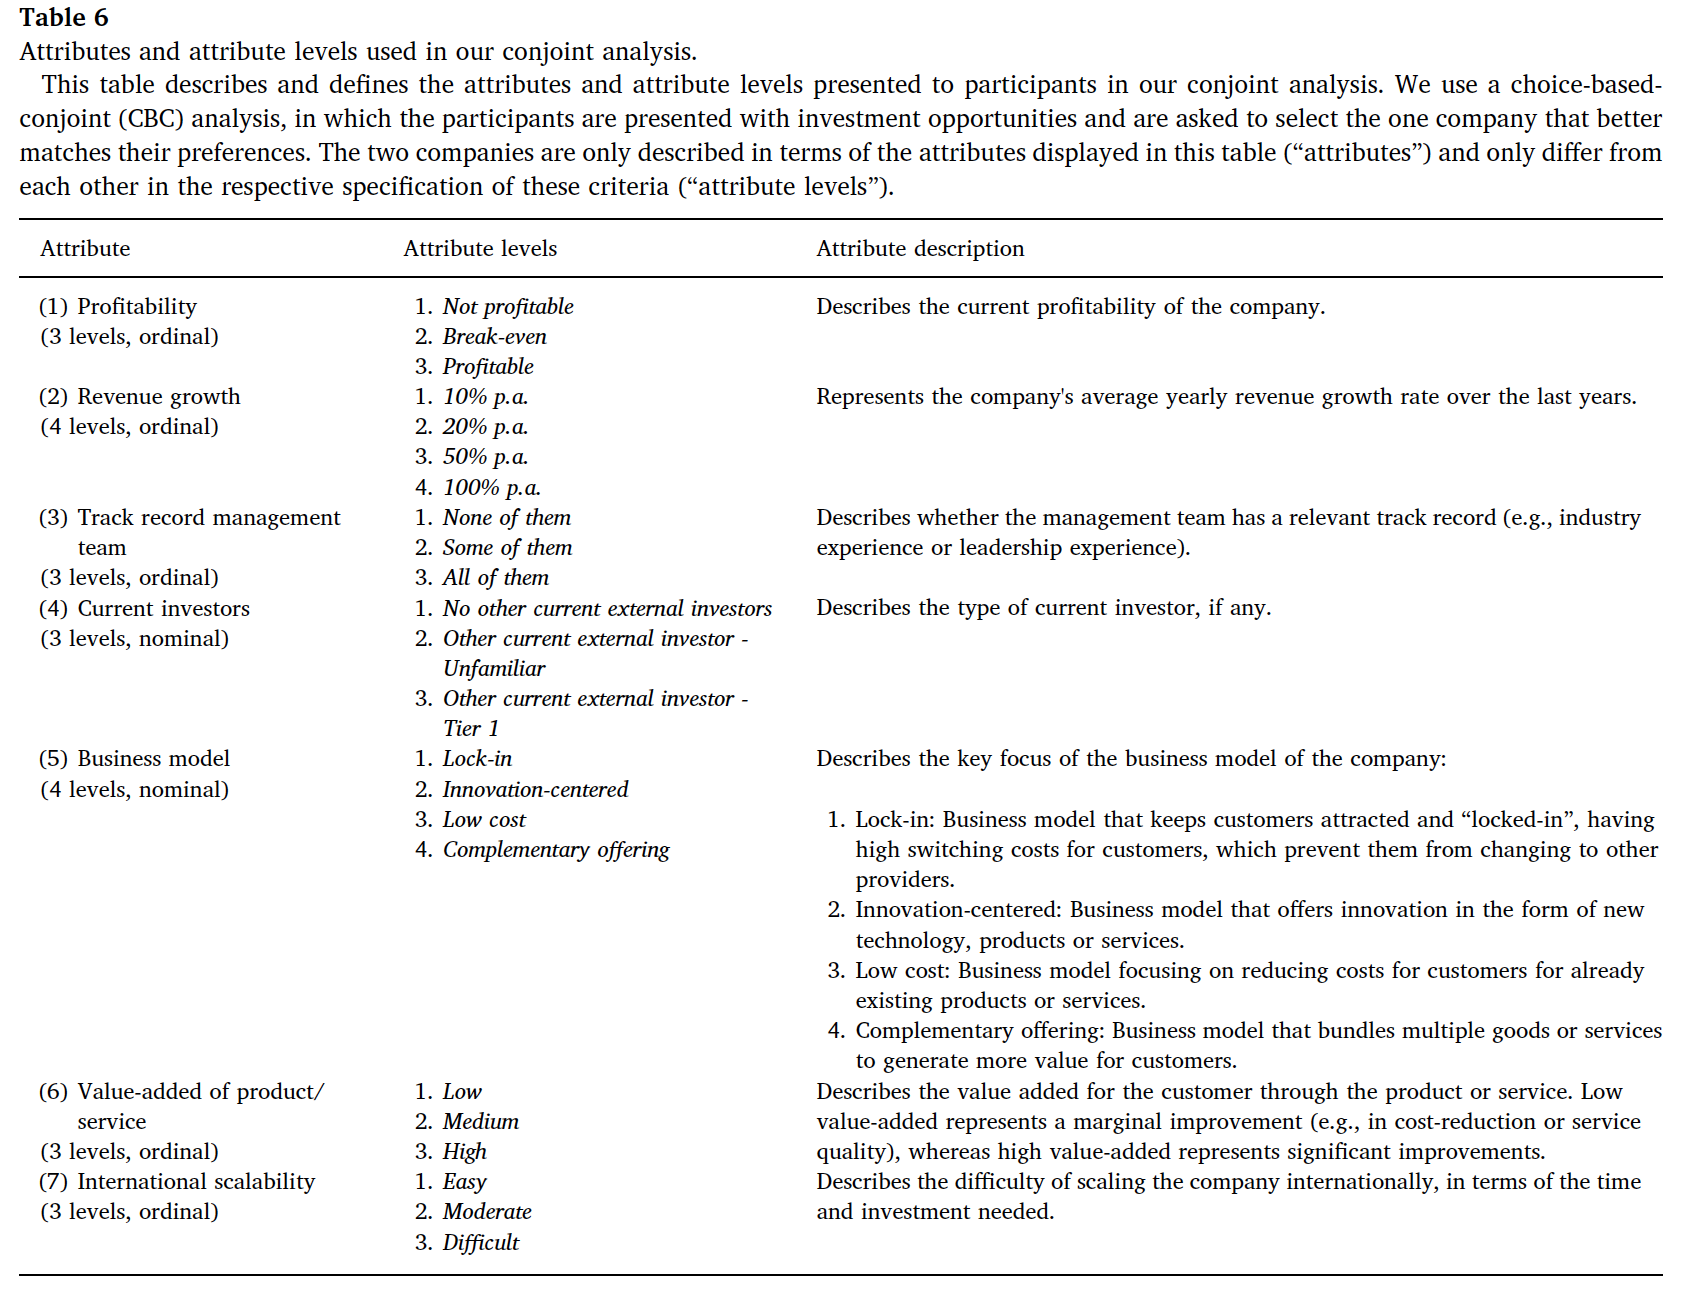 Table 6
Attributes and attribute levels used in our conjoint analysis.
This table describes and defines the attributes and attribute levels presented to participants in our conjoint analysis. We use a choice-based-
conjoint (CBC) analysis, in which the participants are presented with investment opportunities and are asked to select the one company that better
matches their preferences. The two companies are only described in terms of the attributes displayed in this table (“attributes”) and only differ from
each other in the respective specification of these criteria (“attribute levels”).
Attribute Attribute levels Attribute description
(1) Profitability 1. Not profitable Describes the current profitability of the company.
(3 levels, ordinal) 2. Break-even
3. Profitable
(2) Revenue growth 1. 10% p.a. Represents the company's average yearly revenue growth rate over the last years.
(4 levels, ordinal) 2. 20% p.a.
3. 50% p.a.
4. 100% p.a.
(3) Track record management 1. None of them Describes whether the management team has a relevant track record (e.g., industry
team 2. Some of them experience or leadership experience).
(3 levels, ordinal) 3. All of them
(4) Current investors 1. No other current external investors Describes the type of current investor, if any.
(3 levels, nominal) 2. Other current external investor -
Unfamiliar
3. Other current external investor -
Tier 1
(5) Business model 1. Lock-in Describes the key focus of the business model of the company:
(4 levels, nominal) 2. Innovation-centered
3. Low cost 1. Lock-in: Business model that keeps customers attracted and “locked-in”, having
4. Complementary offering high switching costs for customers, which prevent them from changing to other
providers.
2. Innovation-centered: Business model that offers innovation in the form of new
technology, products or services.
3. Low cost: Business model focusing on reducing costs for customers for already
existing products or services.
4. Complementary offering: Business model that bundles multiple goods or services
to generate more value for customers.
(6) Value-added of product/ 1. Low Describes the value added for the customer through the product or service. Low
service 2. Medium value-added represents a marginal improvement (e.g., in cost-reduction or service
(3 levels, ordinal) 3. High quality), whereas high value-added represents significant improvements.
(7) International scalability 1. Easy Describes the difficulty of scaling the company internationally, in terms of the time
(3 levels, ordinal) 2. Moderate and investment needed.
3. Difficult